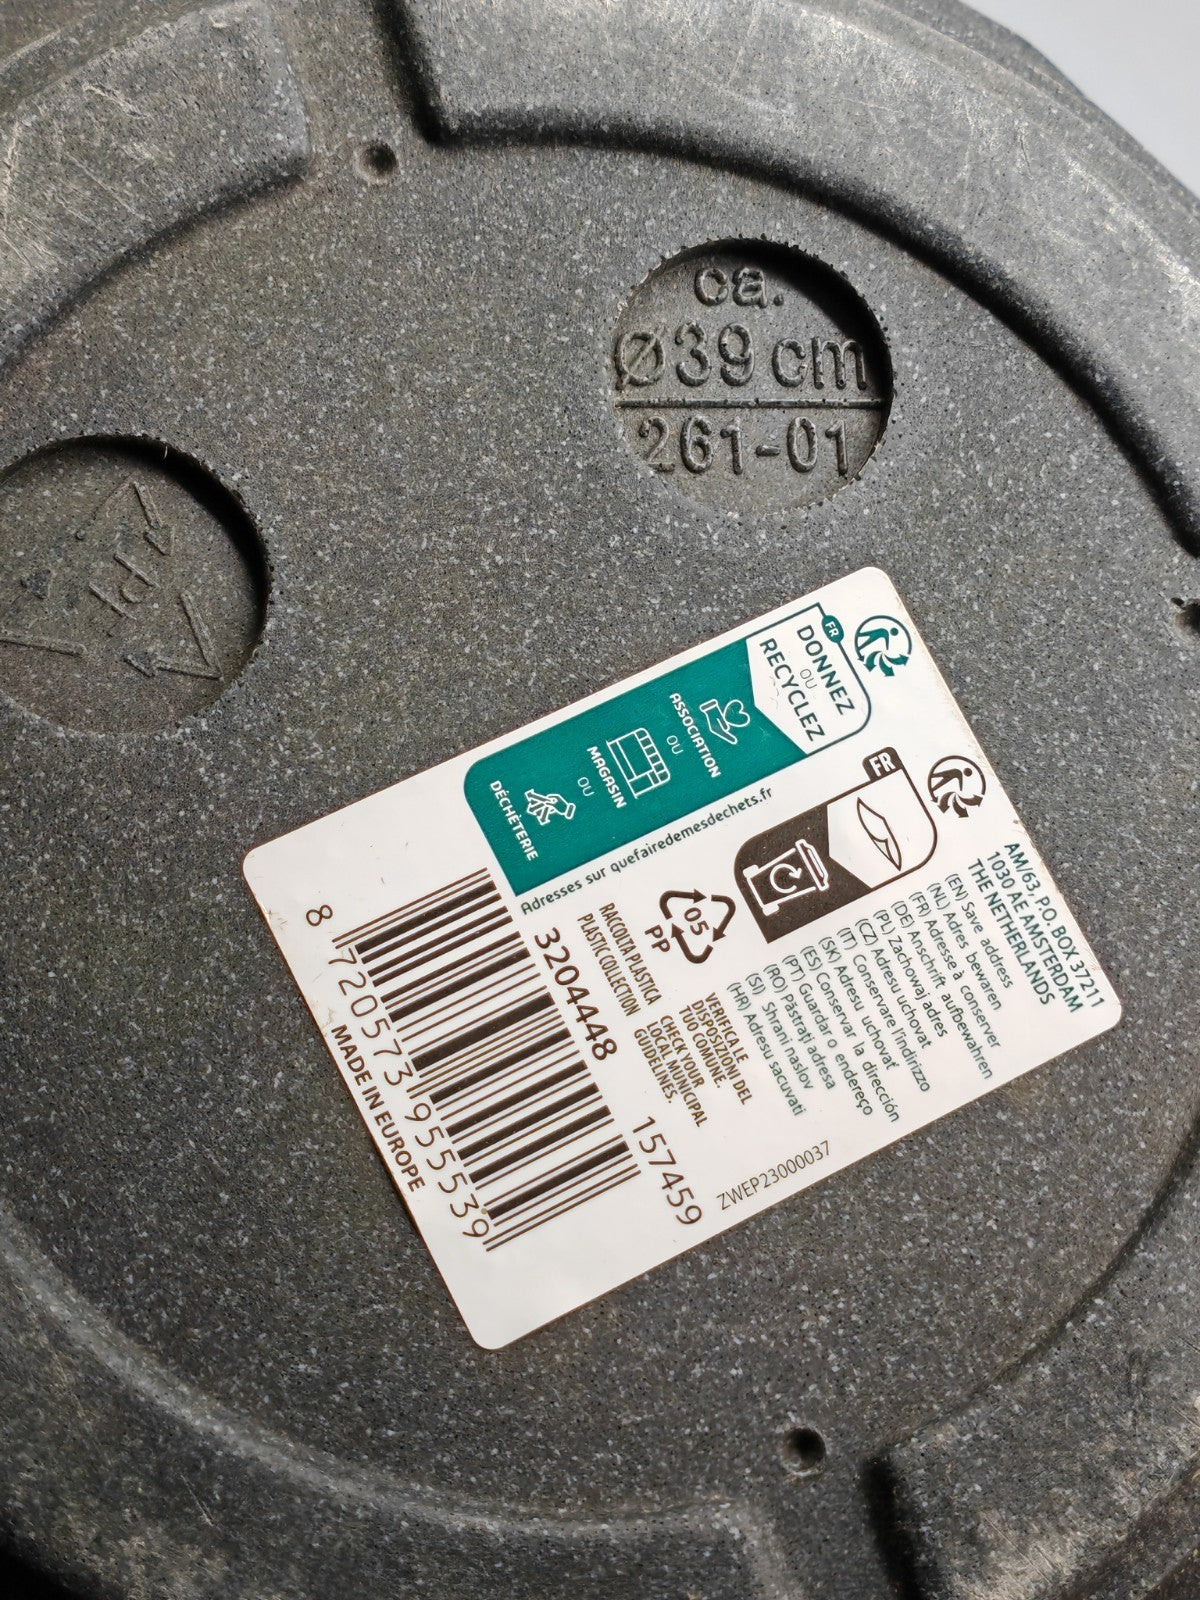 ca.
Ø39 cm
261-01
PP
FR
DONNEZ
OU
RECYCLEZ
ASSOCIATION
OU
MAGASIN
OU
DÉCHÈTERIE
Adresses sur quefairedemesdechets.fr
FR
05
PP
RACCOLTA PLASTICA
PLASTIC COLLECTION
VERIFICA LE
DISPOSIZIONI DEL
TUO COMUNE.
CHECK YOUR
LOCAL MUNICIPAL
GUIDELINES.
AM/63, P.O. BOX 37211
1030 AE AMSTERDAM
THE NETHERLANDS
(EN) Save address
(NL) Adres bewaren
(FR) Adresse à conserver
(DE) Anschrift aufbewahren
(PL) Zachowaj adres
(CZ) Adresu uchovat
(IT) Conservare l'indirizzo
(SK) Adresu uchovať
(ES) Conservar la dirección
(PT) Guardar o endereço
(RO) Păstrați adresa
(SI) Shrani naslov
(HR) Adresu sačuvati
3204448 157459
8 720573 955539
MADE IN EUROPE
ZWEP23000037